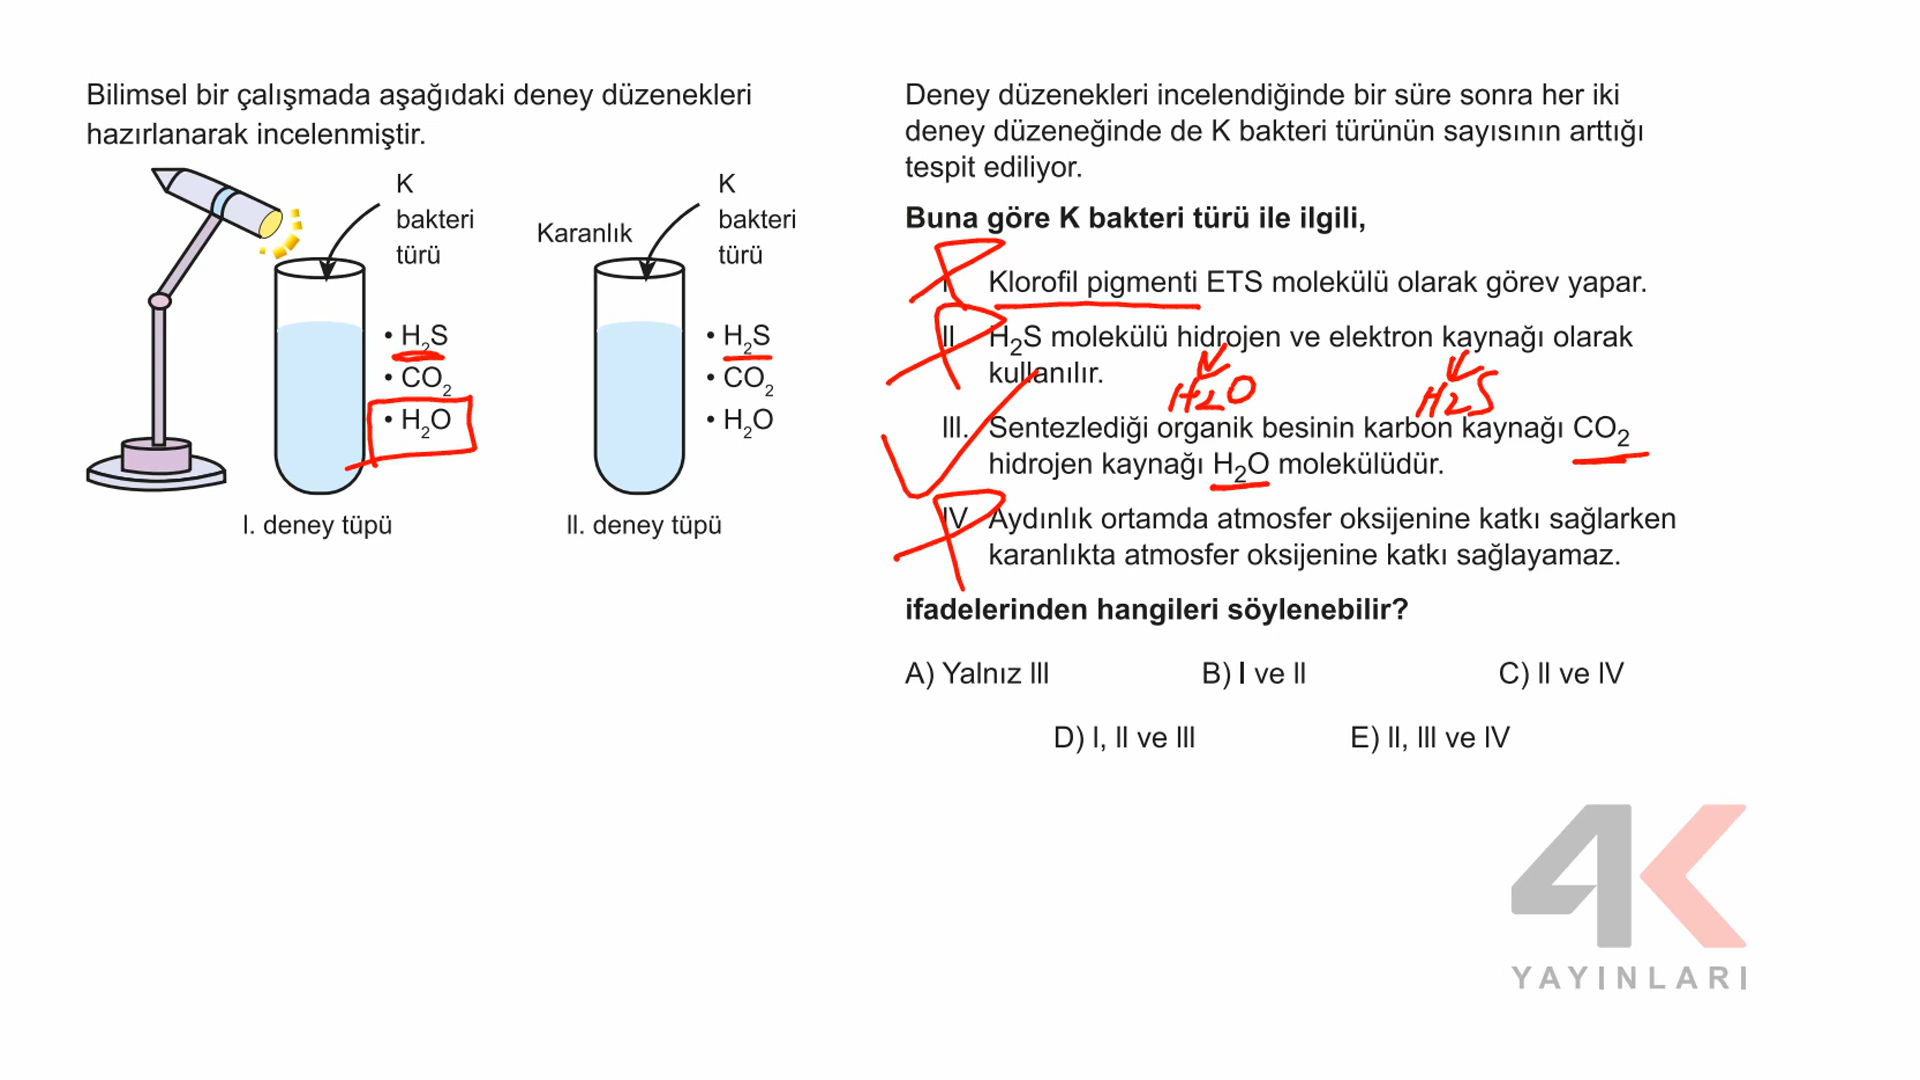 Bilimsel bir çalışmada aşağıdaki deney düzenekleri
hazırlanarak incelenmiştir.
K
bakteri
türü
Karanlık
K
bakteri
türü
• H₂S
• CO₂
• H₂O
• H₂S
• CO₂
• H₂O
I. deney tüpü
II. deney tüpü
Deney düzenekleri incelendiğinde bir süre sonra her iki
deney düzeneğinde de K bakteri türünün sayısının arttığı
tespit ediliyor.
Buna göre K bakteri türü ile ilgili,
I. Klorofil pigmenti ETS molekülü olarak görev yapar.
II. H₂S molekülü hidrojen ve elektron kaynağı olarak
kullanılır.
H₂O
H₂S
III. Sentezlediği organik besinin karbon kaynağı CO₂
hidrojen kaynağı H₂O molekülüdür.
IV. Aydınlık ortamda atmosfer oksijenine katkı sağlarken
karanlıkta atmosfer oksijenine katkı sağlayamaz.
ifadelerinden hangileri söylenebilir?
A) Yalnız III
B) I ve II
C) II ve IV
D) I, II ve III
E) II, III ve IV
4K
YAYINLARI